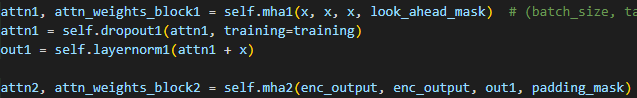 attn1, attn_weights_block1 = self.mha1(x, x, x, look_ahead_mask)  # (batch_size, ta
attn1 = self.dropout1(attn1, training=training)
out1 = self.layernorm1(attn1 + x)
attn2, attn_weights_block2 = self.mha2(enc_output, enc_output, out1, padding_mask)